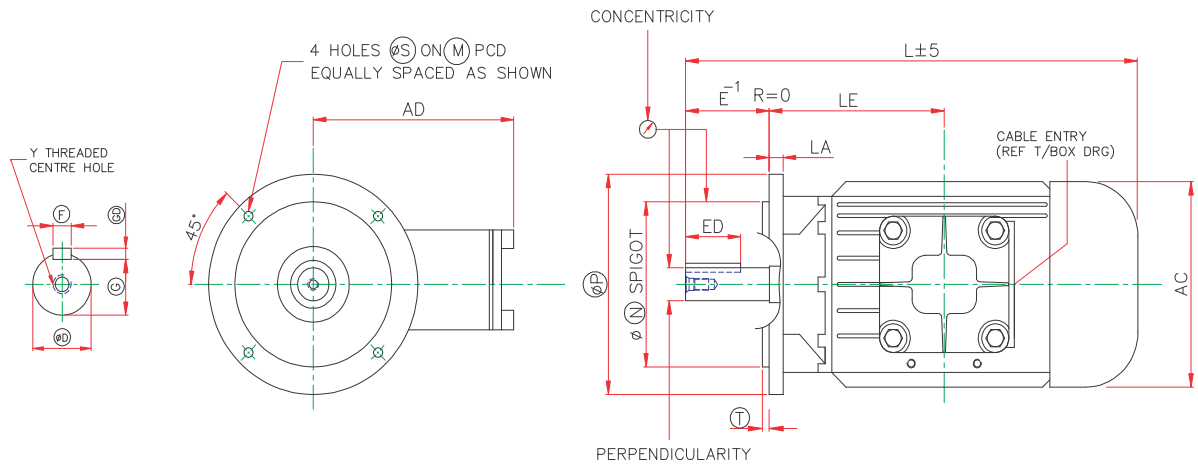 CONCENTRICITY
4 HOLES øS ON M PCD
EQUALLY SPACED AS SHOWN
L±5
E-1 R=0
LE
AD
LA
CABLE ENTRY
(REF T/BOX DRG)
Y THREADED
CENTRE HOLE
F
GD
45°
ED
G
øD
øP
ø N SPIGOT
AC
T
PERPENDICULARITY